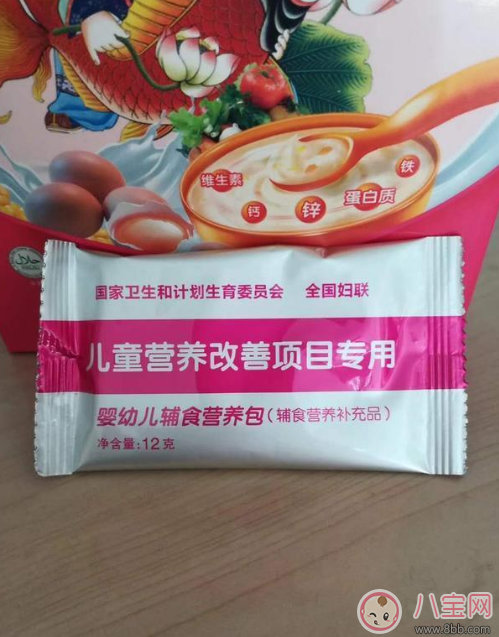 维生素
钙
锌
蛋白质
铁
国家卫生和计划生育委员会 全国妇联
儿童营养改善项目专用
婴幼儿辅食营养包(辅食营养补充品)
净含量:12克
八宝网
www.8bb.com